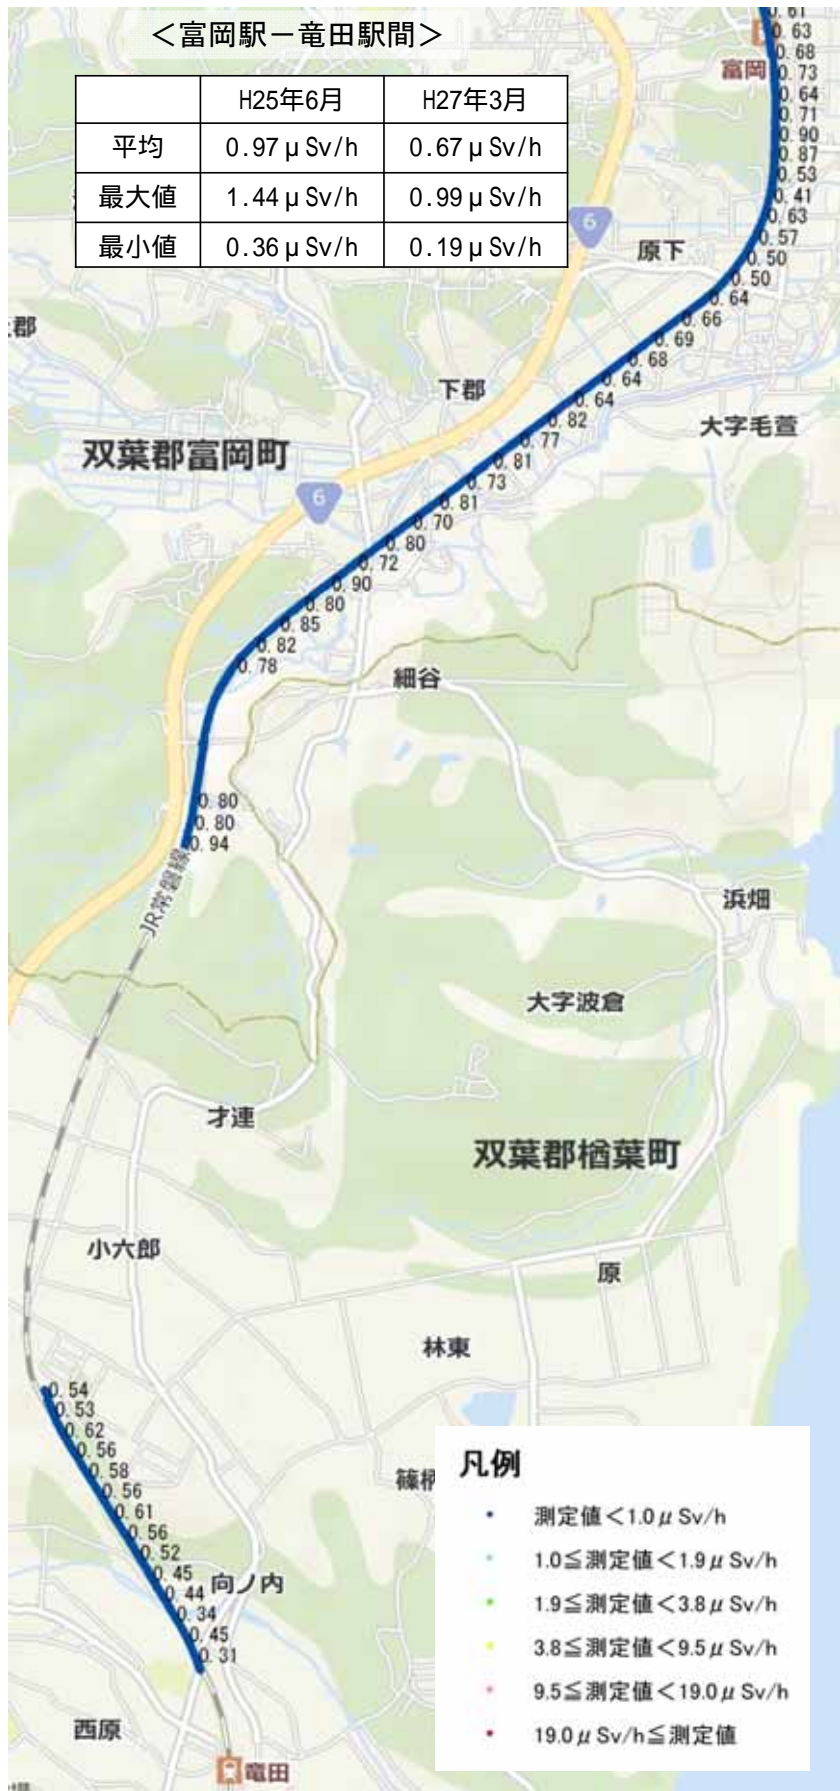 ＜富岡駅－竜田駅間＞
H25年6月 H27年3月
平均 0.97μSv/h 0.67μSv/h
最大値 1.44μSv/h 0.99μSv/h
最小値 0.36μSv/h 0.19μSv/h
0.61
0.63
0.68
富岡
0.73
0.64
0.71
0.90
0.87
0.53
0.41
0.63
6
0.57
原下
0.50
0.50
0.64
0.66
郡
0.69
0.68
0.64
下郡
0.64
0.82
大字毛萱
0.77
双葉郡富岡町
0.81
0.73
6
0.81
0.70
0.80
0.72
0.90
0.80
0.85
0.82
0.78
細谷
0.80
0.80
0.94
JR常磐線
浜畑
大字波倉
才連
双葉郡楢葉町
小六郎
原
林東
0.54
0.53
0.62
0.56
0.58
0.56
0.61
0.56
0.52
0.45
0.44
0.34
0.45
0.31
向ノ内
西原
竜田
凡例
測定値＜1.0μSv/h
1.0≦測定値＜1.9μSv/h
1.9≦測定値＜3.8μSv/h
3.8≦測定値＜9.5μSv/h
9.5≦測定値＜19.0μSv/h
19.0μSv/h≦測定値